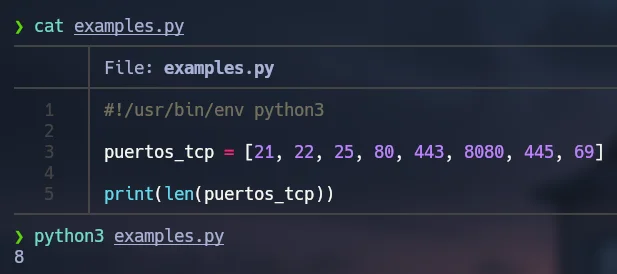 ❯ cat examples.py
File: examples.py
1 #!/usr/bin/env python3
2
3 puertos_tcp = [21, 22, 25, 80, 443, 8080, 445, 69]
4
5 print(len(puertos_tcp))
❯ python3 examples.py
8